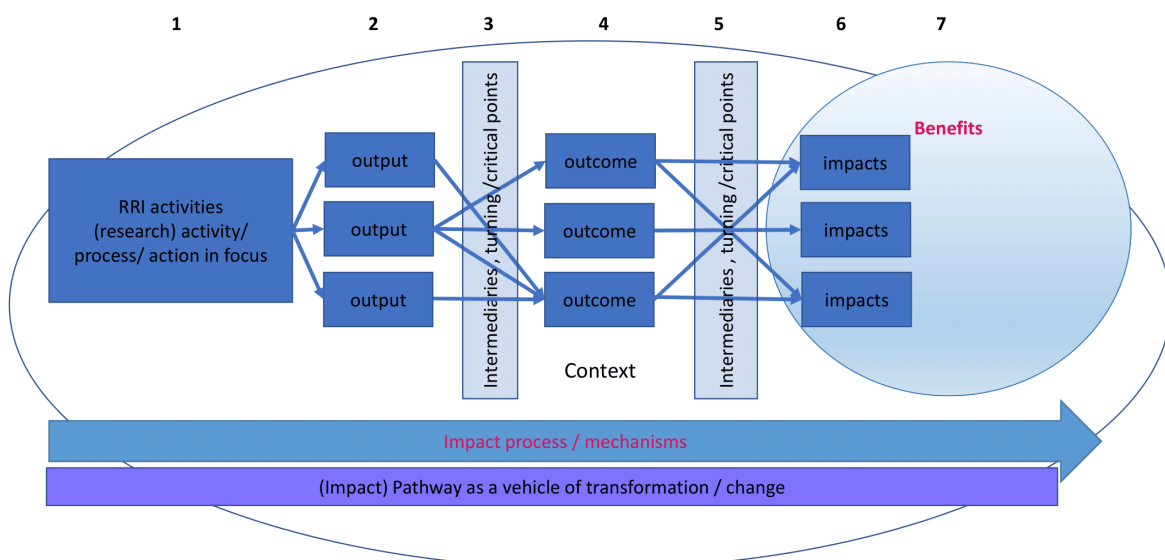 1 2 3 4 5 6 7
Benefits
RRI activities
(research) activity/
process/ action in focus
output
output
output
Intermediaries , turning /critical points
outcome
outcome
outcome
Context
Intermediaries , turning /critical points
impacts
impacts
impacts
Impact process / mechanisms
(Impact) Pathway as a vehicle of transformation / change